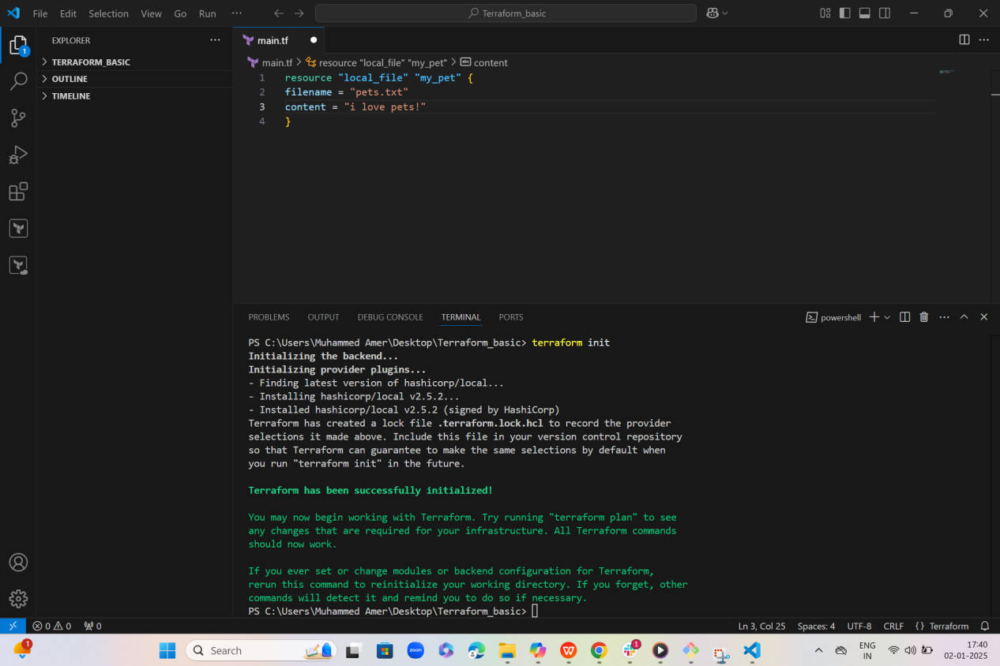 File Edit Selection View Go Run ··· Terraform_basic
EXPLORER ···
main.tf
1
TERRAFORM_BASIC
OUTLINE
TIMELINE
main.tf > resource "local_file" "my_pet" > abc content
1 resource "local_file" "my_pet" {
2 filename = "pets.txt"
3 content = "i love pets!"
4 }
PROBLEMS OUTPUT DEBUG CONSOLE TERMINAL PORTS powershell
PS C:\Users\Muhammed Amer\Desktop\Terraform_basic> terraform init
Initializing the backend...
Initializing provider plugins...
- Finding latest version of hashicorp/local...
- Installing hashicorp/local v2.5.2...
- Installed hashicorp/local v2.5.2 (signed by HashiCorp)
Terraform has created a lock file .terraform.lock.hcl to record the provider
selections it made above. Include this file in your version control repository
so that Terraform can guarantee to make the same selections by default when
you run "terraform init" in the future.
Terraform has been successfully initialized!
You may now begin working with Terraform. Try running "terraform plan" to see
any changes that are required for your infrastructure. All Terraform commands
should now work.
If you ever set or change modules or backend configuration for Terraform,
rerun this command to reinitialize your working directory. If you forget, other
commands will detect it and remind you to do so if necessary.
PS C:\Users\Muhammed Amer\Desktop\Terraform_basic>
0 0 0 Ln 3, Col 25 Spaces: 4 UTF-8 CRLF {} Terraform
1 Search zoom W 1 ENG 17:40
IN 02-01-2025